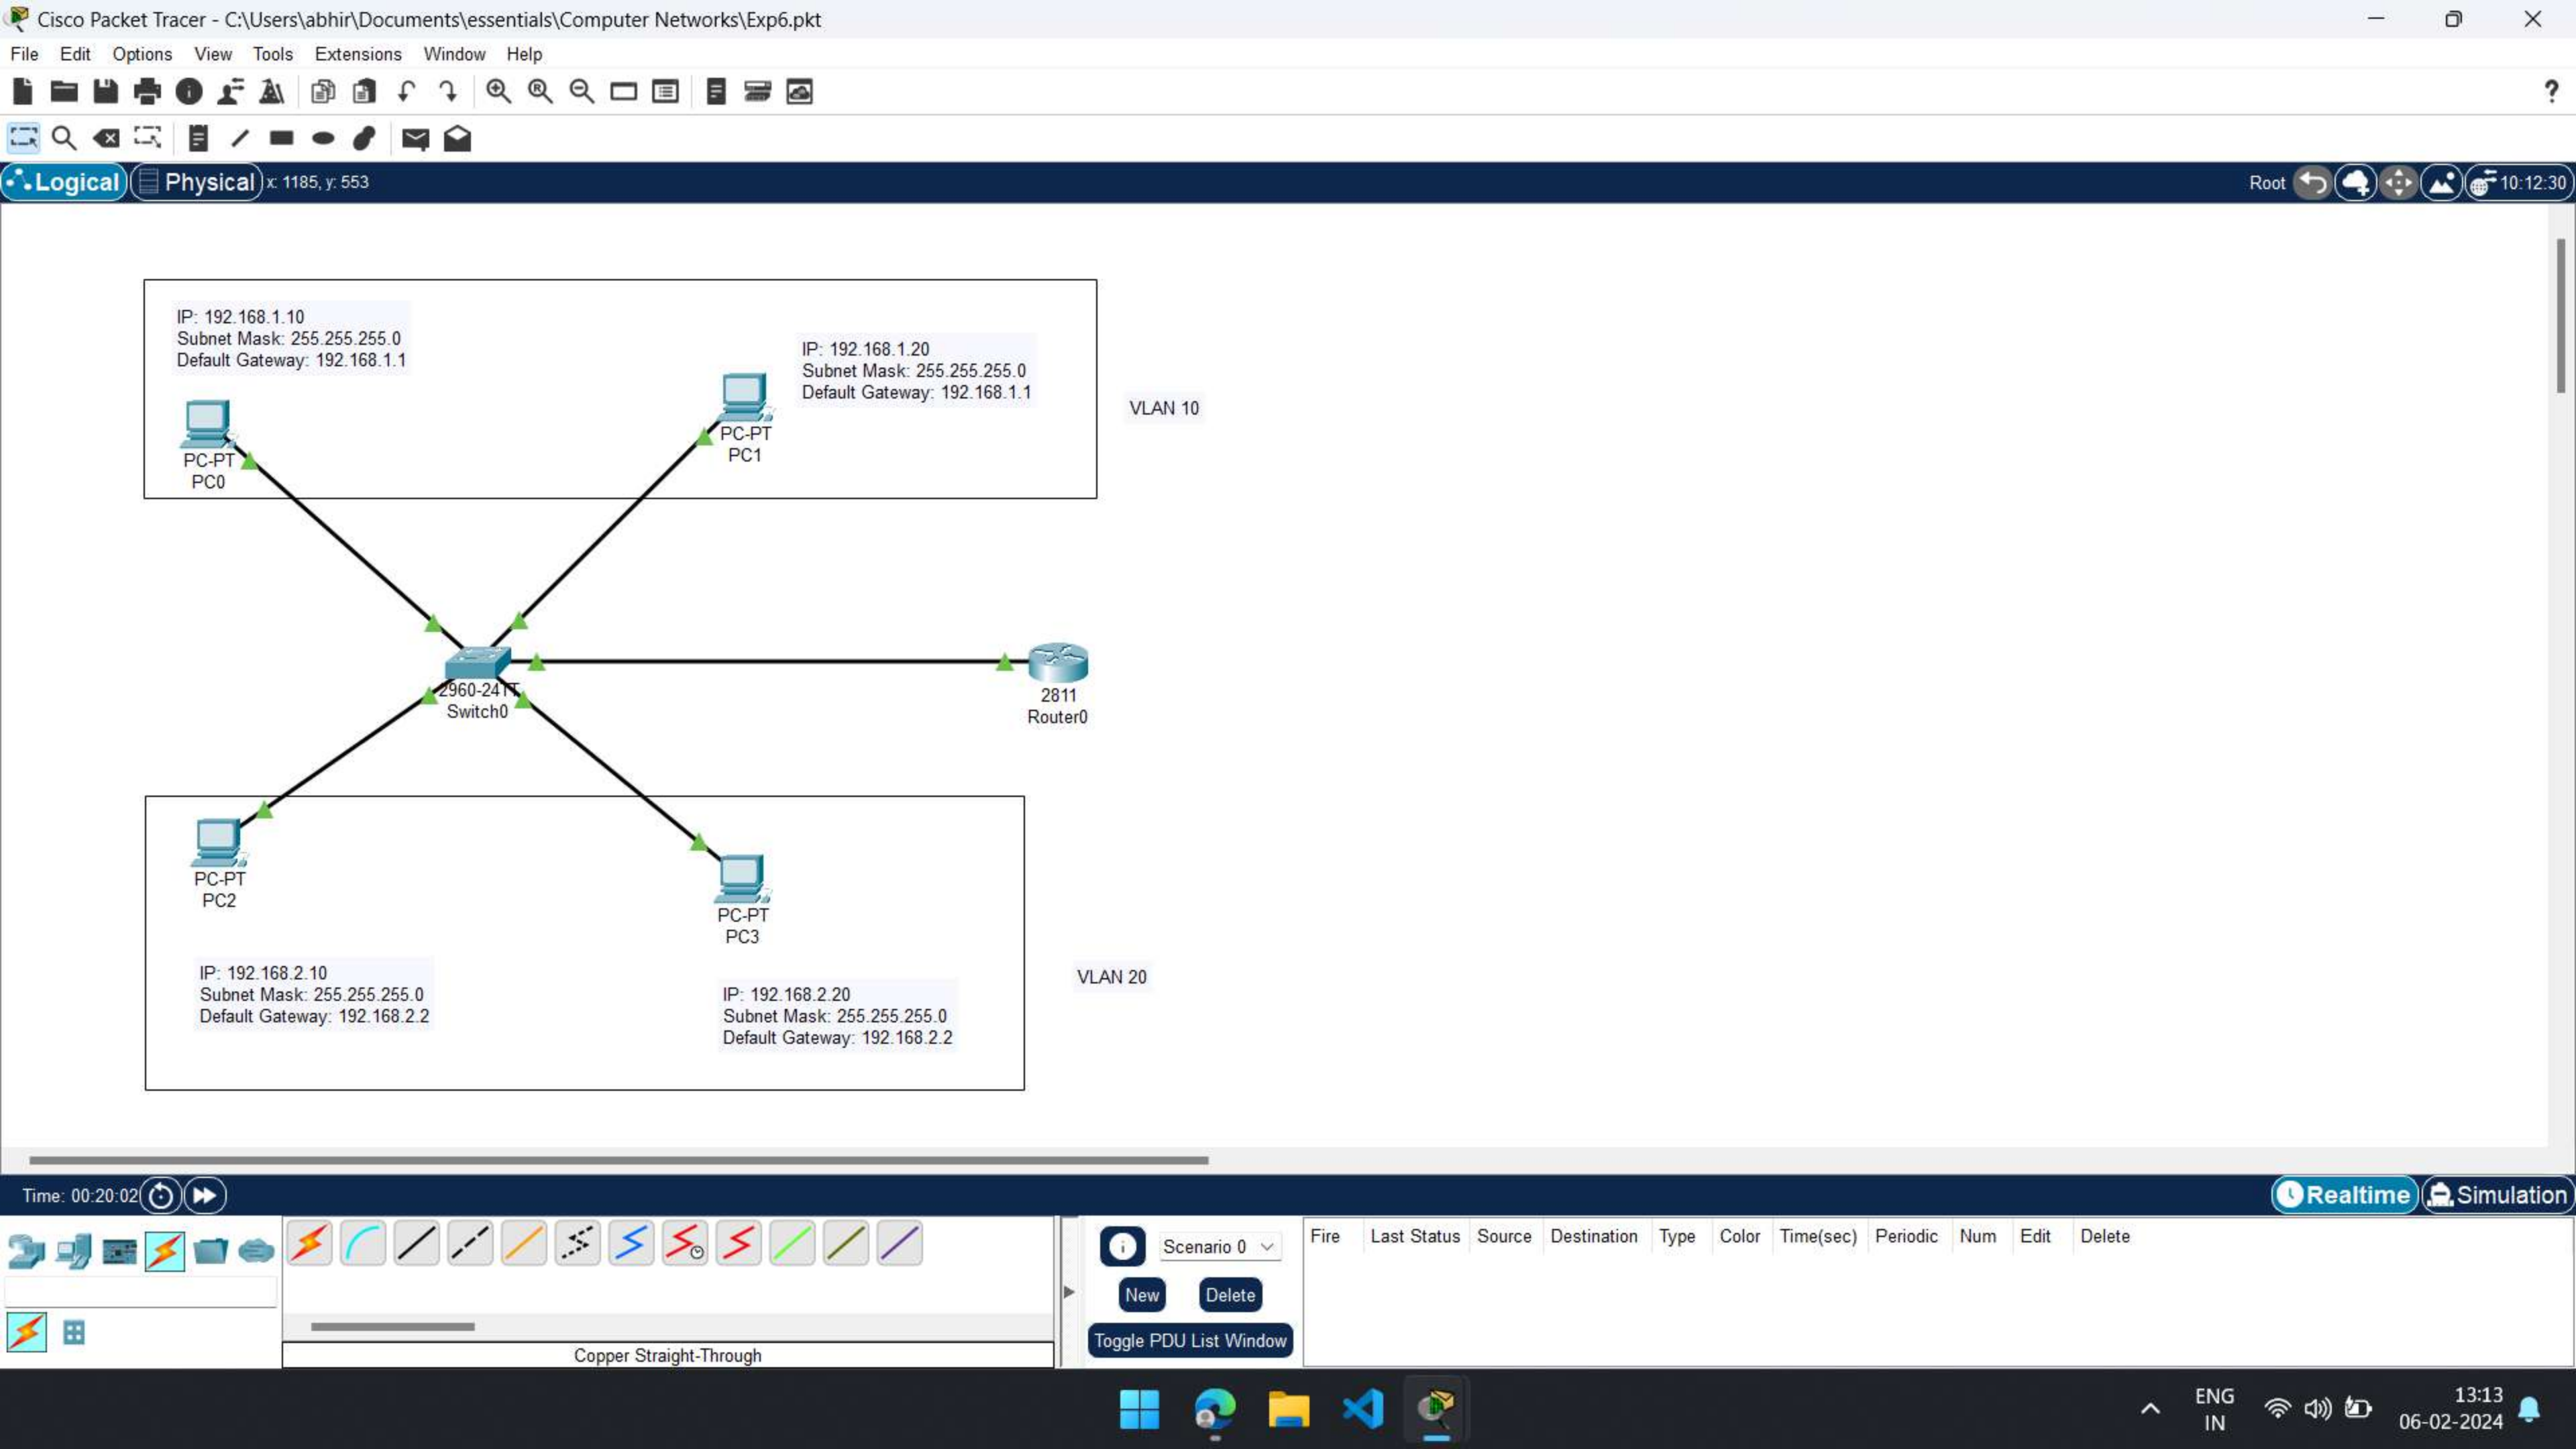 Cisco Packet Tracer - C:\Users\abhir\Documents\essentials\Computer Networks\Exp6.pkt
File Edit Options View Tools Extensions Window Help
Logical Physical x: 1185, y: 553 Root 10:12:30
IP: 192.168.1.10
Subnet Mask: 255.255.255.0
Default Gateway: 192.168.1.1
IP: 192.168.1.20
Subnet Mask: 255.255.255.0
Default Gateway: 192.168.1.1
VLAN 10
PC-PT
PC0
PC-PT
PC1
2960-24TT
Switch0
2811
Router0
PC-PT
PC2
PC-PT
PC3
IP: 192.168.2.10
Subnet Mask: 255.255.255.0
Default Gateway: 192.168.2.2
IP: 192.168.2.20
Subnet Mask: 255.255.255.0
Default Gateway: 192.168.2.2
VLAN 20
Time: 00:20:02 Realtime Simulation
Scenario 0
New Delete
Toggle PDU List Window
Fire Last Status Source Destination Type Color Time(sec) Periodic Num Edit Delete
Copper Straight-Through
ENG
IN
13:13
06-02-2024